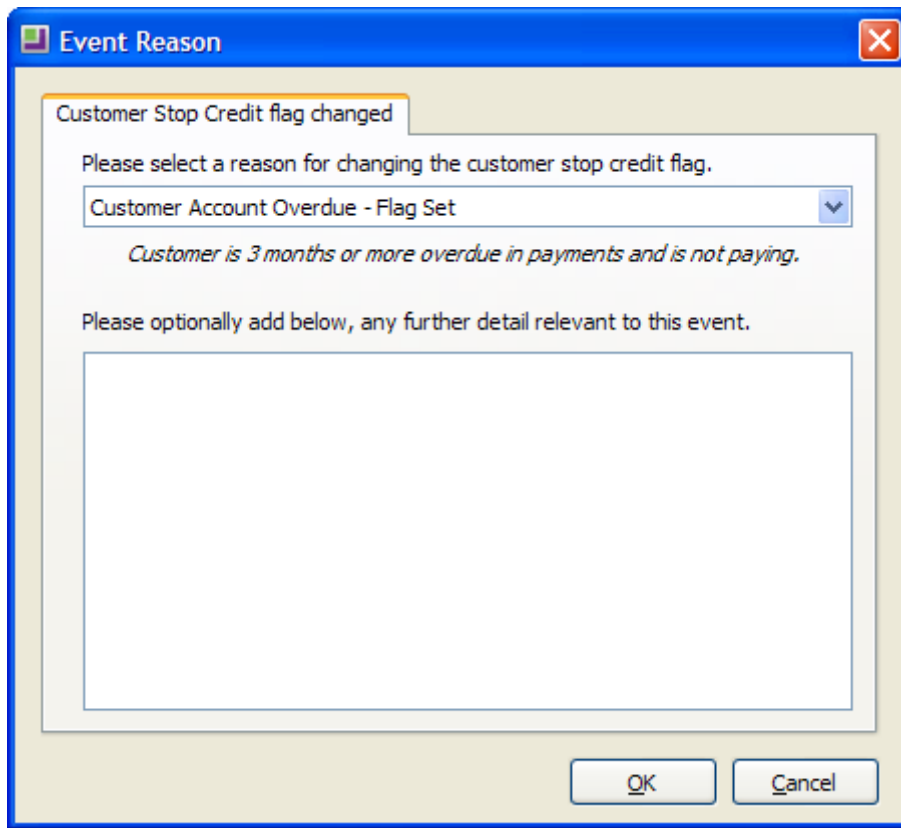 Event Reason
Customer Stop Credit flag changed
Please select a reason for changing the customer stop credit flag.
Customer Account Overdue - Flag Set
Customer is 3 months or more overdue in payments and is not paying.
Please optionally add below, any further detail relevant to this event.
OK
Cancel